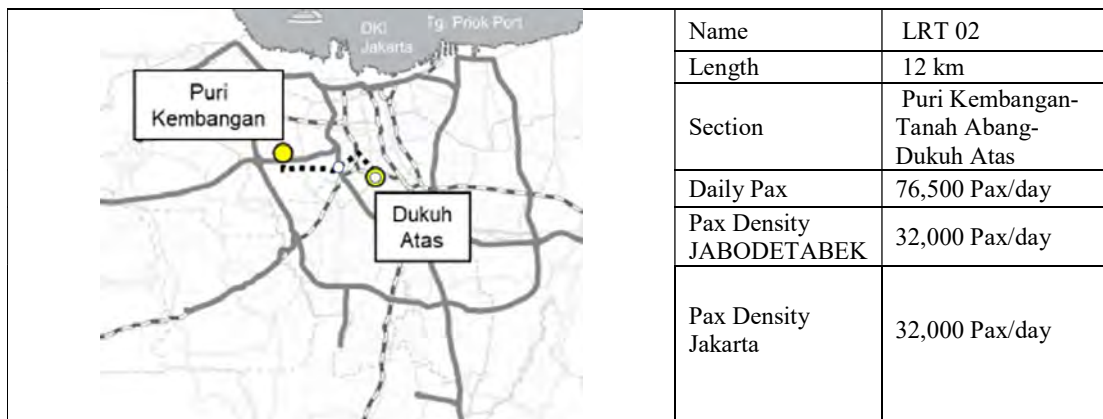 DKI
Jakarta
Tg. Priok Port
Puri
Kembangan
Dukuh
Atas
Name
LRT 02
Length
12 km
Section
Puri Kembangan-
Tanah Abang-
Dukuh Atas
Daily Pax
76,500 Pax/day
Pax Density
JABODETABEK
32,000 Pax/day
Pax Density
Jakarta
32,000 Pax/day